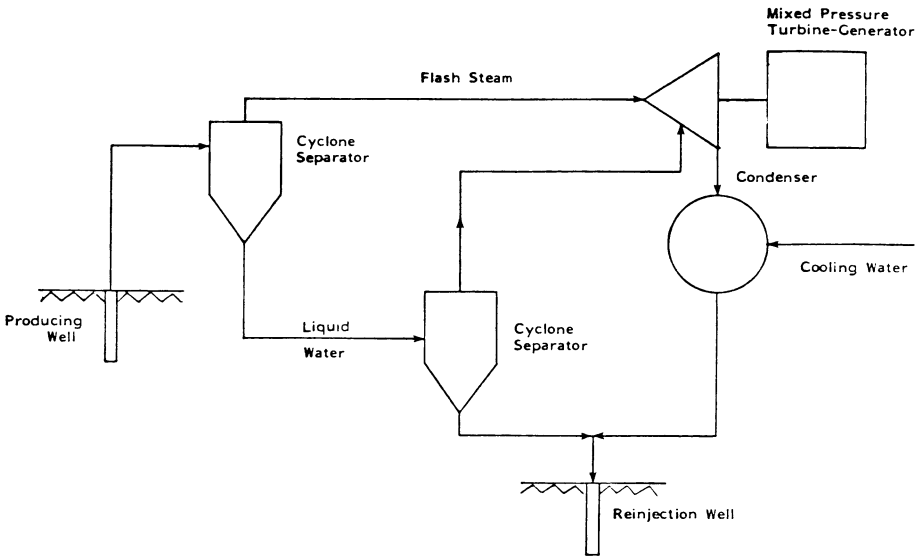 Mixed Pressure
Turbine-Generator
Flash Steam
Cyclone
Separator
Condenser
Cooling Water
Producing
Well
Liquid
Water
Cyclone
Separator
Reinjection Well